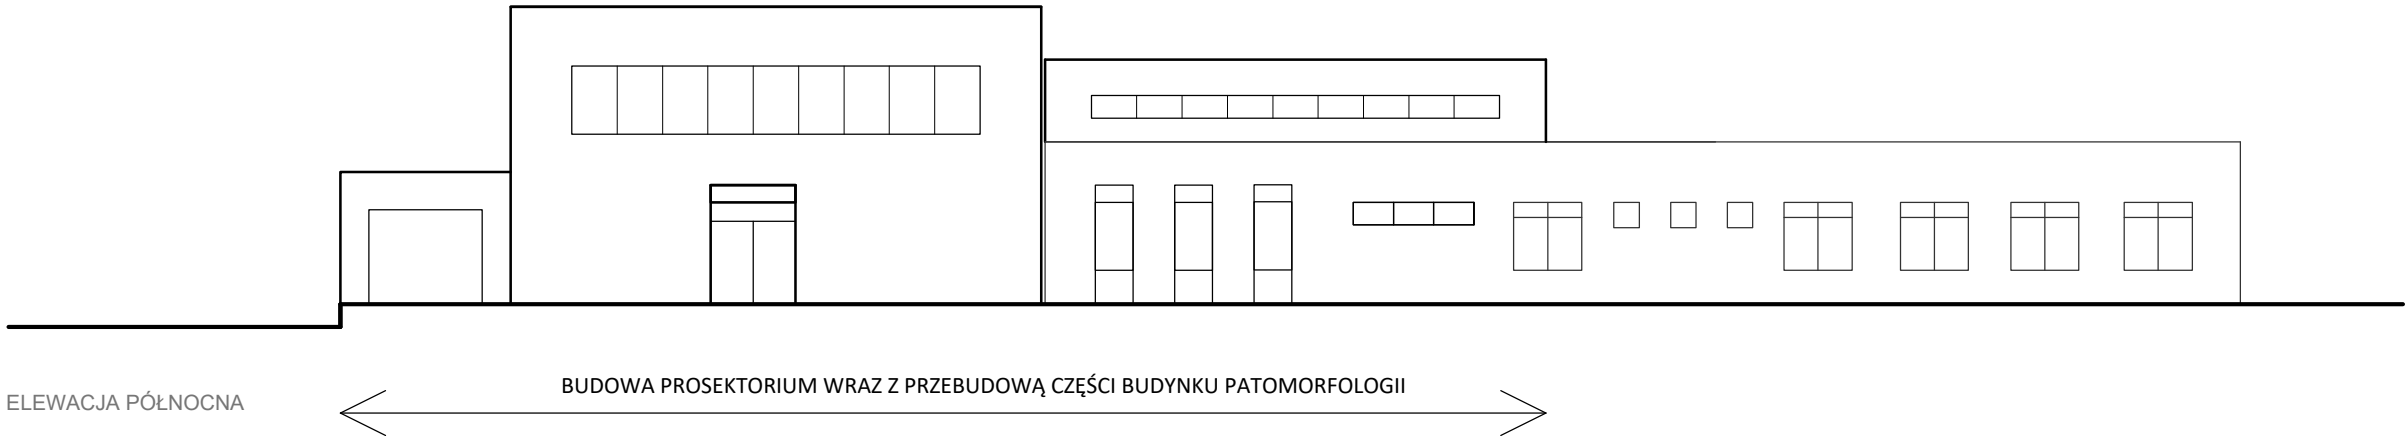 BUDOWA PROSEKTORIUM WRAZ Z PRZEBUDOWĄ CZĘŚCI BUDYNKU PATOMORFOLOGII
ELEWACJA PÓŁNOCNA